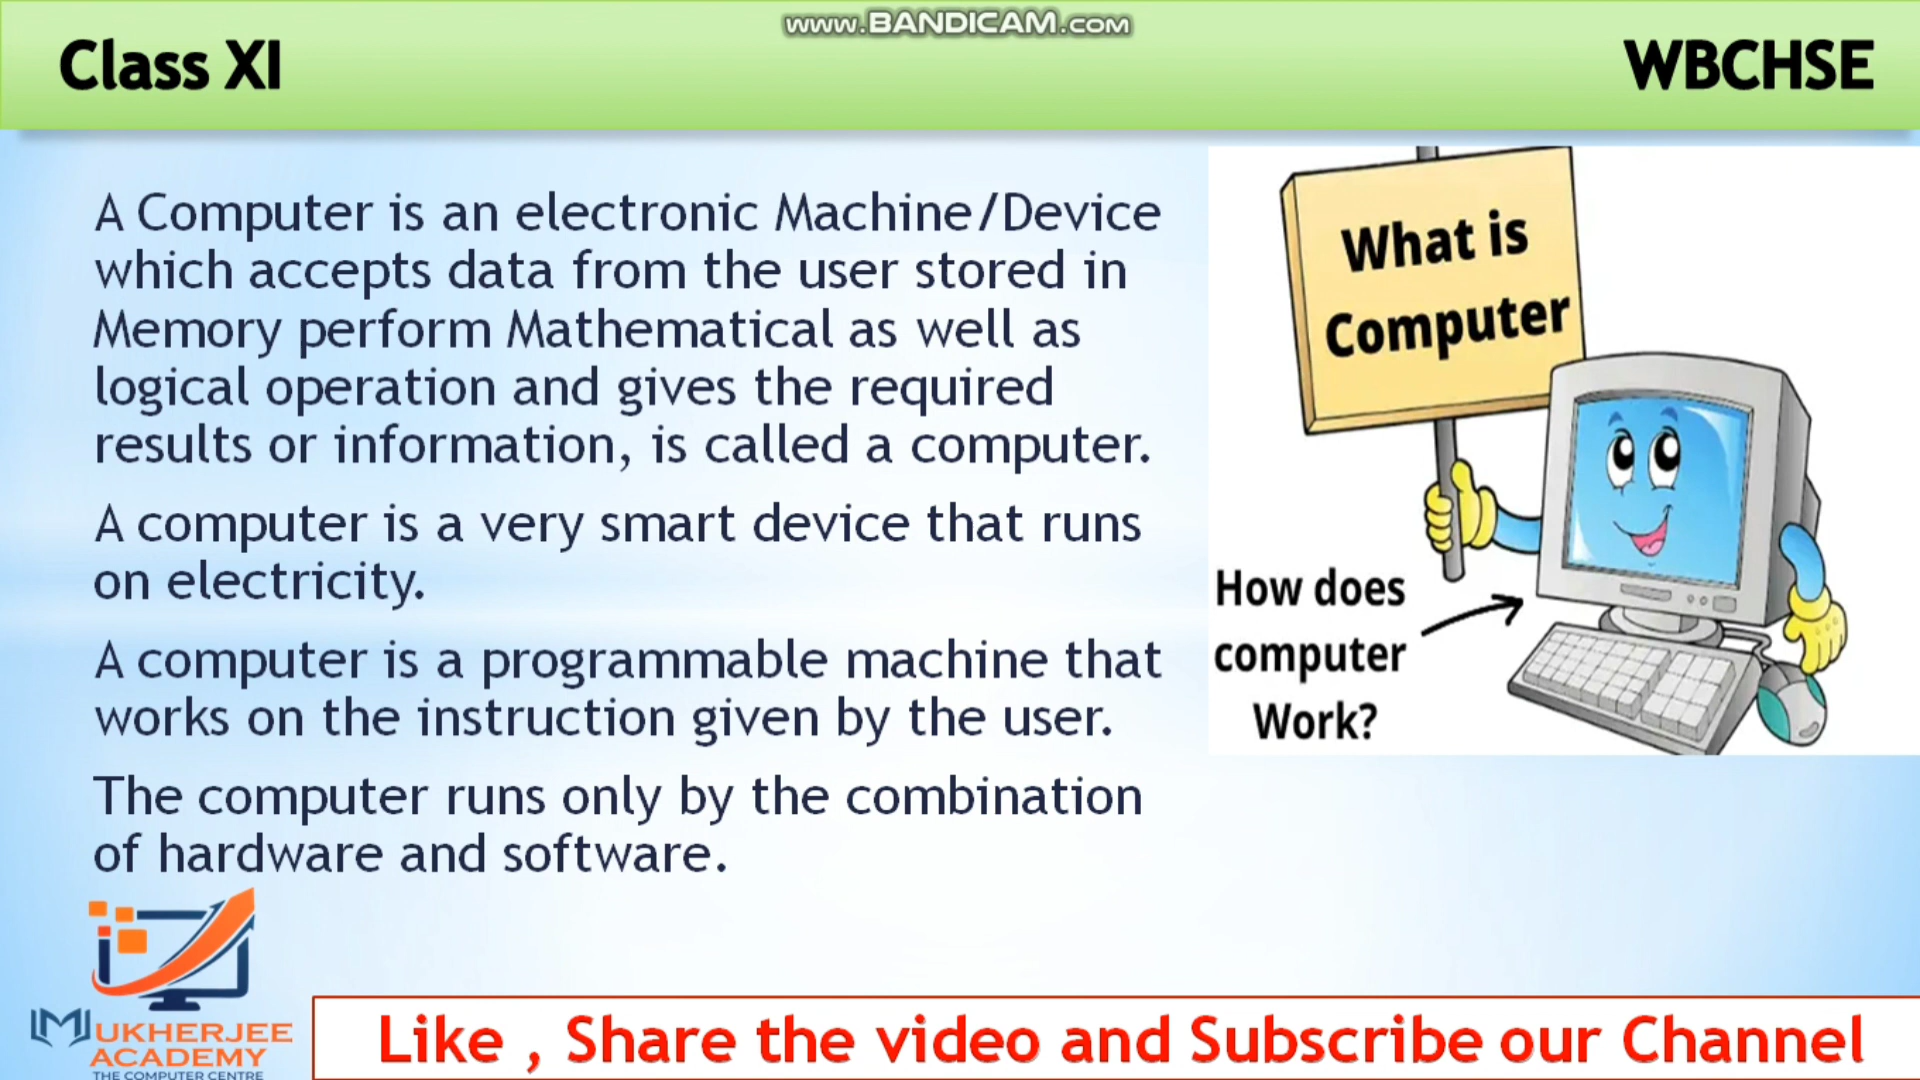 www.BANDICAM.com
Class XI
WBCHSE
A Computer is an electronic Machine/Device
which accepts data from the user stored in
Memory perform Mathematical as well as
logical operation and gives the required
results or information, is called a computer.
A computer is a very smart device that runs
on electricity.
A computer is a programmable machine that
works on the instruction given by the user.
The computer runs only by the combination
of hardware and software.
What is
Computer
How does
computer
Work?
MUKHERJEE
ACADEMY
THE COMPUTER CENTRE
Like , Share the video and Subscribe our Channel